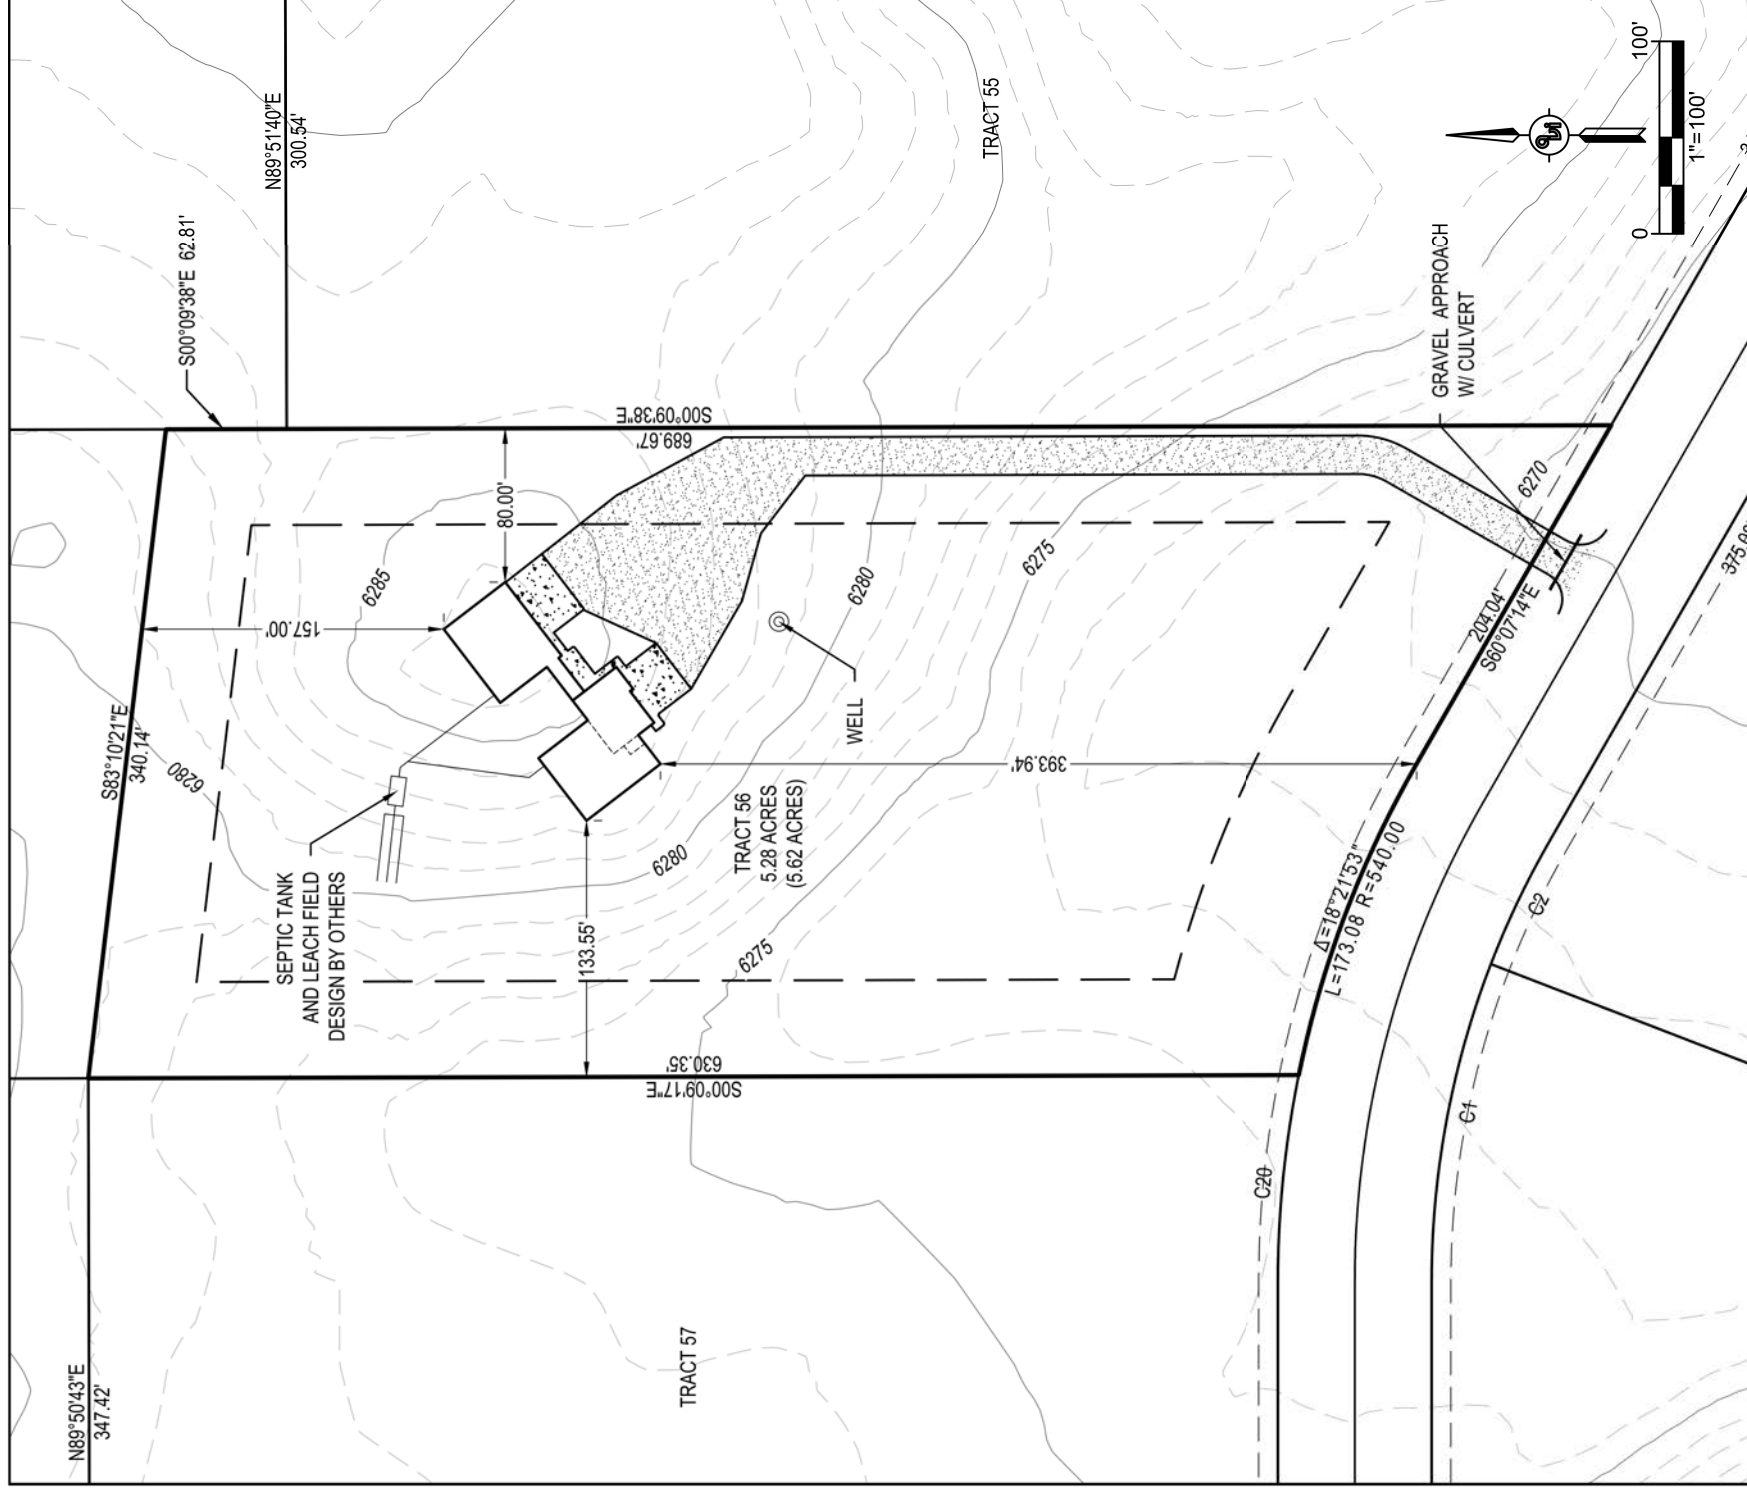 N89°51'40"E
300.54'
S00°09'38"E 62.81'
TRACT 55
100'
1"=100'
0
GRAVEL APPROACH
W/ CULVERT
S00°09'38"E
689.67'
80.00'
6285
157.00'
S83°10'21"E
340.14'
6280
6275
6280
6270
204.04'
S60°07'14"E
375.00
WELL
393.94'
TRACT 56
5.28 ACRES
(5.62 ACRES)
6280
6275
SEPTIC TANK
AND LEACH FIELD
DESIGN BY OTHERS
133.55'
Δ=18°21'53"
L=173.08 R=540.00
630.35'
S00°09'17"E
C2
C1
C20
TRACT 57
N89°50'43"E
347.42'